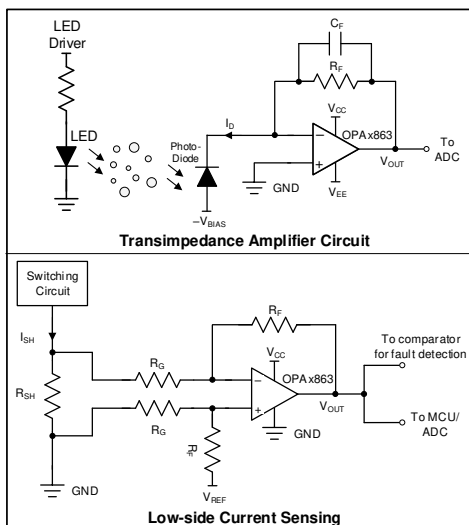 LED
Driver
LED
I_D
Photo-
Diode
−V_BIAS
GND
C_F
R_F
V_CC
OPAx863
V_EE
V_OUT
To
ADC
Transimpedance Amplifier Circuit
Switching
Circuit
I_SH
R_SH
GND
R_G
R_G
R_F
V_CC
OPAx863
GND
V_OUT
R_F
V_REF
To comparator
for fault detection
To MCU/
ADC
Low-side Current Sensing